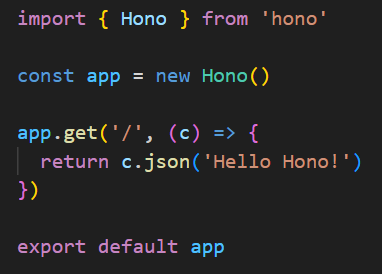 import { Hono } from 'hono'
const app = new Hono()
app.get('/', (c) => {
  return c.json('Hello Hono!')
})
export default app